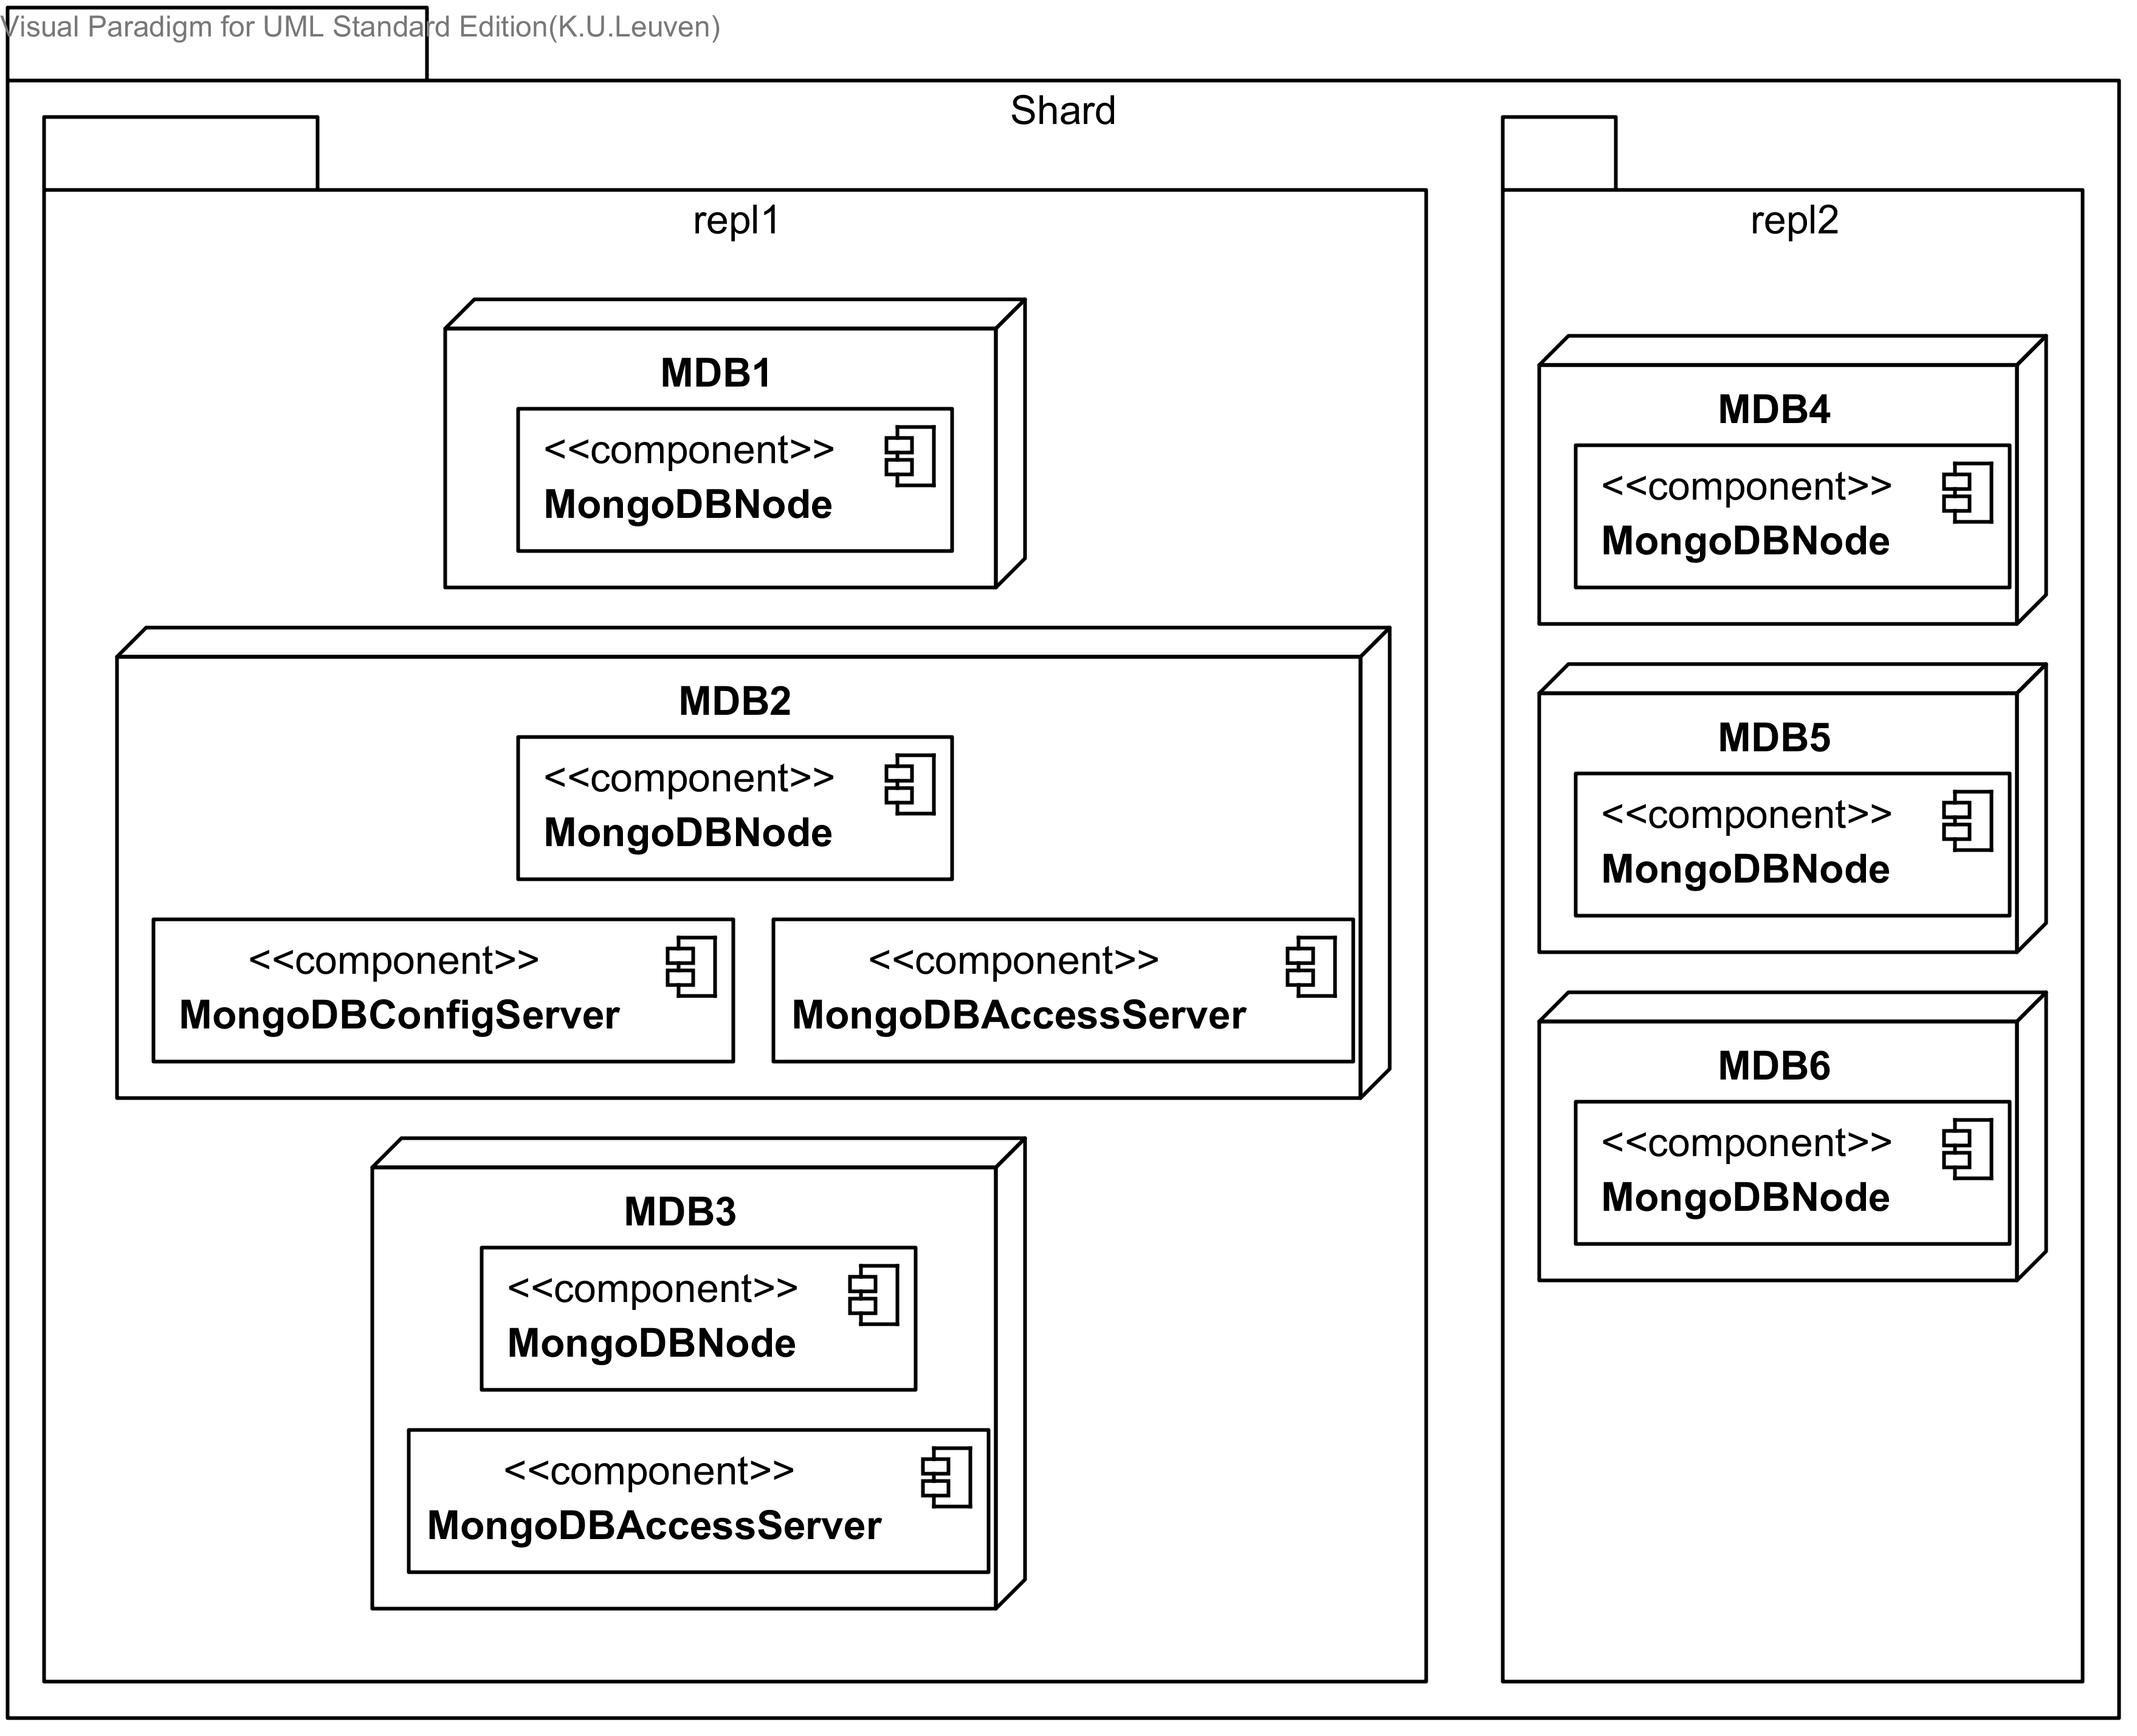 Visual Paradigm for UML Standard Edition(K.U.Leuven)
Shard
repl1
MDB1
<<component>>
MongoDBNode
MDB2
<<component>>
MongoDBNode
<<component>>
MongoDBConfigServer
<<component>>
MongoDBAccessServer
MDB3
<<component>>
MongoDBNode
<<component>>
MongoDBAccessServer
repl2
MDB4
<<component>>
MongoDBNode
MDB5
<<component>>
MongoDBNode
MDB6
<<component>>
MongoDBNode